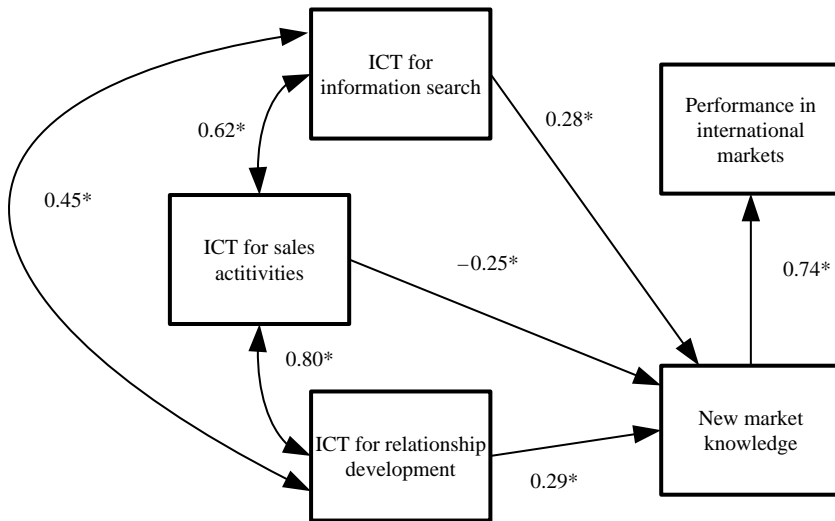 ICT for
information search
Performance in
international
markets
0.62*
0.28*
0.45*
ICT for sales
actitivities
−0.25*
0.74*
0.80*
ICT for relationship
development
New market
knowledge
0.29*